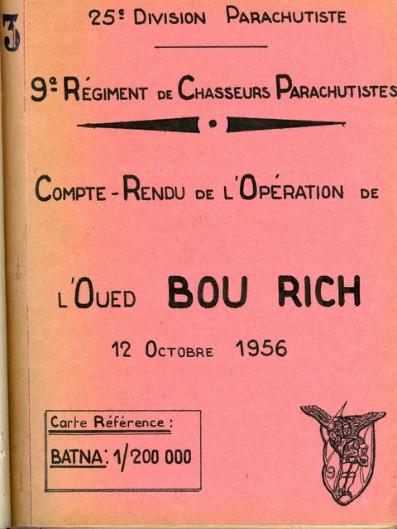 3
25e DIVISION PARACHUTISTE
9e RÉGIMENT DE CHASSEURS PARACHUTISTES
COMPTE-RENDU DE L'OPÉRATION DE
L'OUED BOU RICH
12 OCTOBRE 1956
Carte Référence :
BATNA: 1/200 000
9